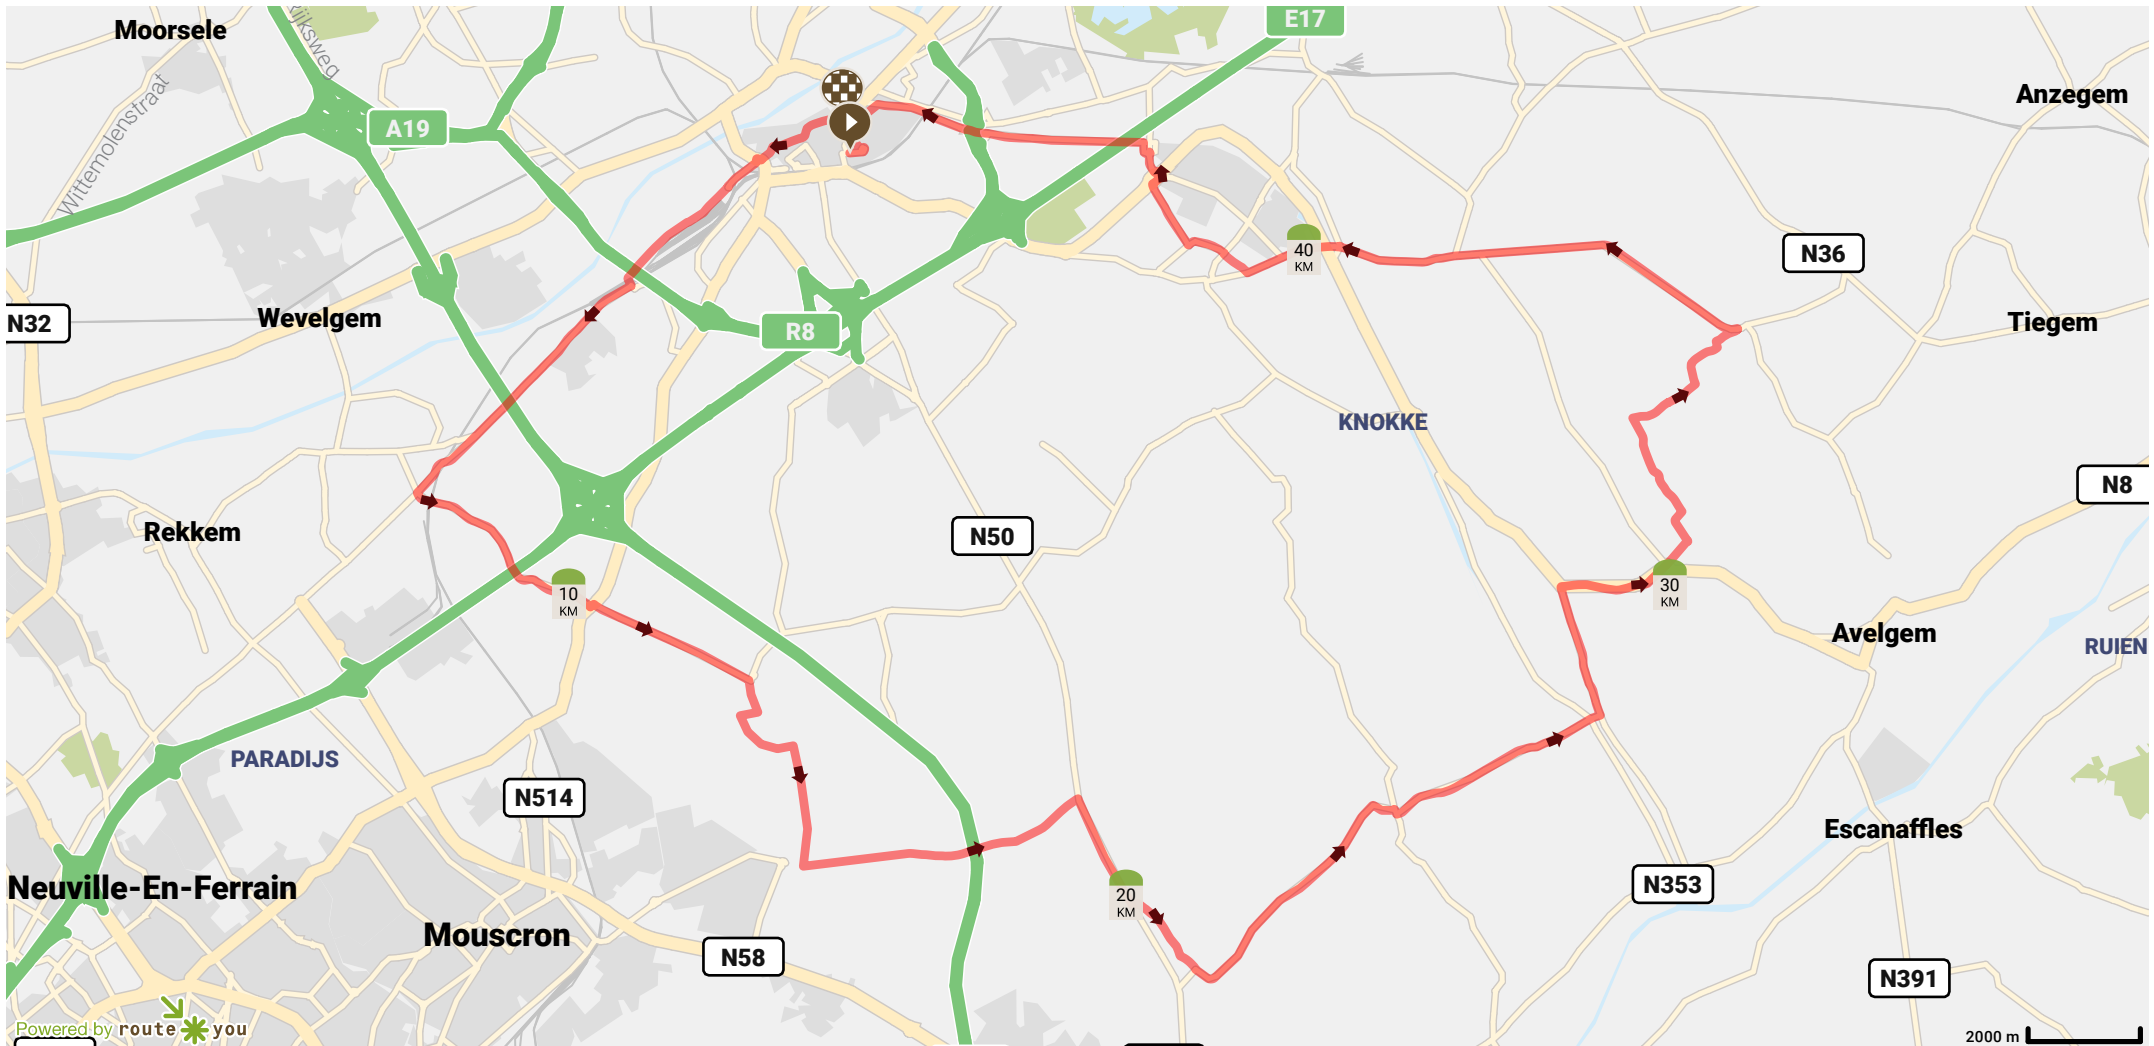 E17
Moorsele
Rijksweg
Anzegem
A19
Wittemolenstraat
N36
40
KM
N32
Wevelgem
R8
Tiegem
KNOKKE
N8
Rekkem
N50
10
KM
30
KM
Avelgem
RUIEN
PARADIJS
N514
Escanaffles
Neuville-En-Ferrain
20
KM
N353
Mouscron
N58
N391
Powered by route you
2000 m